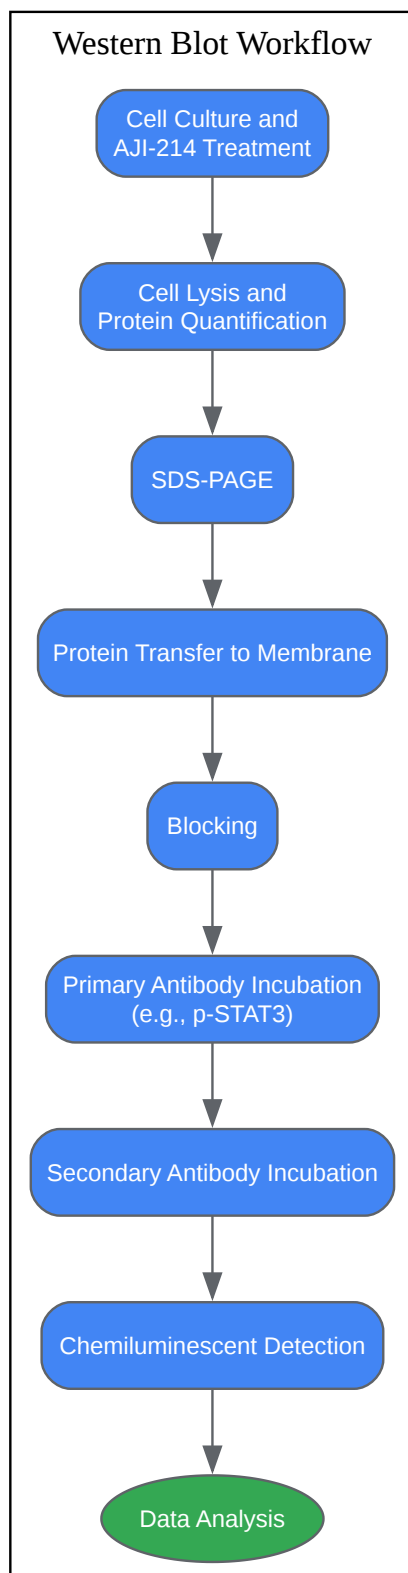 Western Blot Workflow
Cell Culture and
AJI-214 Treatment
Cell Lysis and
Protein Quantification
SDS-PAGE
Protein Transfer to Membrane
Blocking
Primary Antibody Incubation
(e.g., p-STAT3)
Secondary Antibody Incubation
Chemiluminescent Detection
Data Analysis